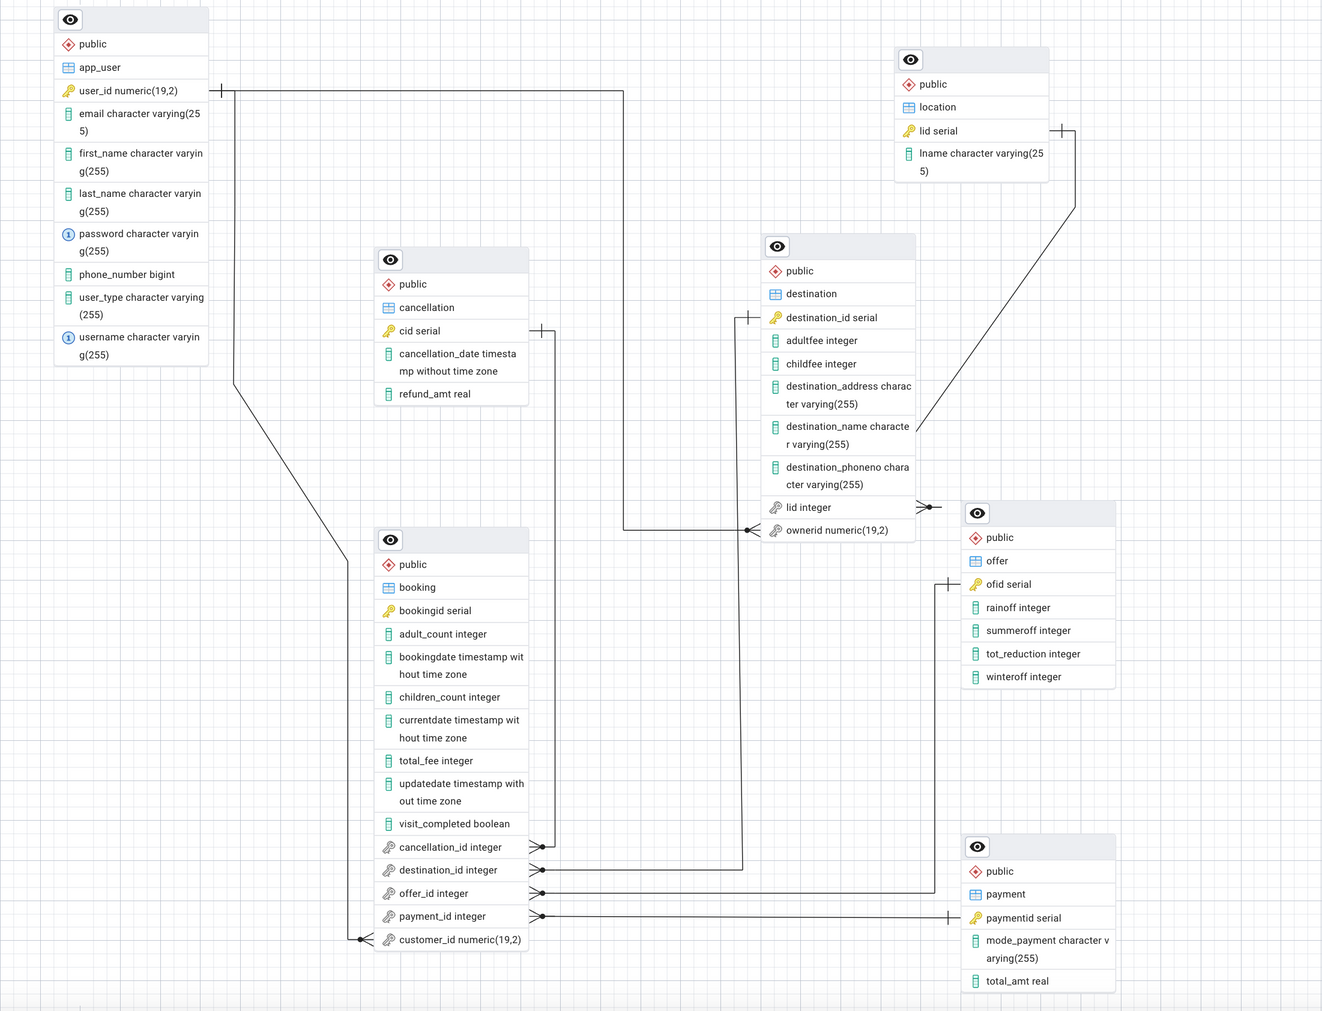 public
app_user
user_id numeric(19,2)
email character varying(25
5)
first_name character varyin
g(255)
last_name character varyin
g(255)
1
password character varyin
g(255)
phone_number bigint
user_type character varying
(255)
1
username character varyin
g(255)
public
cancellation
cid serial
cancellation_date timesta
mp without time zone
refund_amt real
public
booking
bookingid serial
adult_count integer
bookingdate timestamp wit
hout time zone
children_count integer
currentdate timestamp wit
hout time zone
total_fee integer
updatedate timestamp with
out time zone
visit_completed boolean
cancellation_id integer
destination_id integer
offer_id integer
payment_id integer
customer_id numeric(19,2)
public
location
lid serial
lname character varying(25
5)
public
destination
destination_id serial
adultfee integer
childfee integer
destination_address charac
ter varying(255)
destination_name characte
r varying(255)
destination_phoneno chara
cter varying(255)
lid integer
ownerid numeric(19,2)
public
offer
ofid serial
rainoff integer
summeroff integer
tot_reduction integer
winteroff integer
public
payment
paymentid serial
mode_payment character v
arying(255)
total_amt real